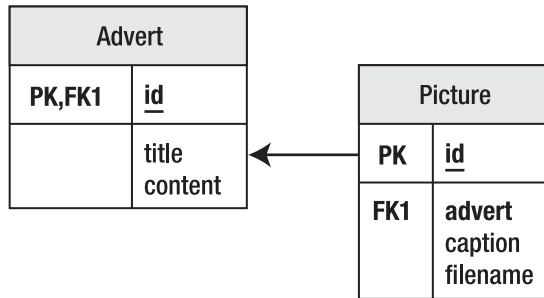 Advert
PK,FK1 id
title
content
Picture
PK id
FK1 advert
caption
filename